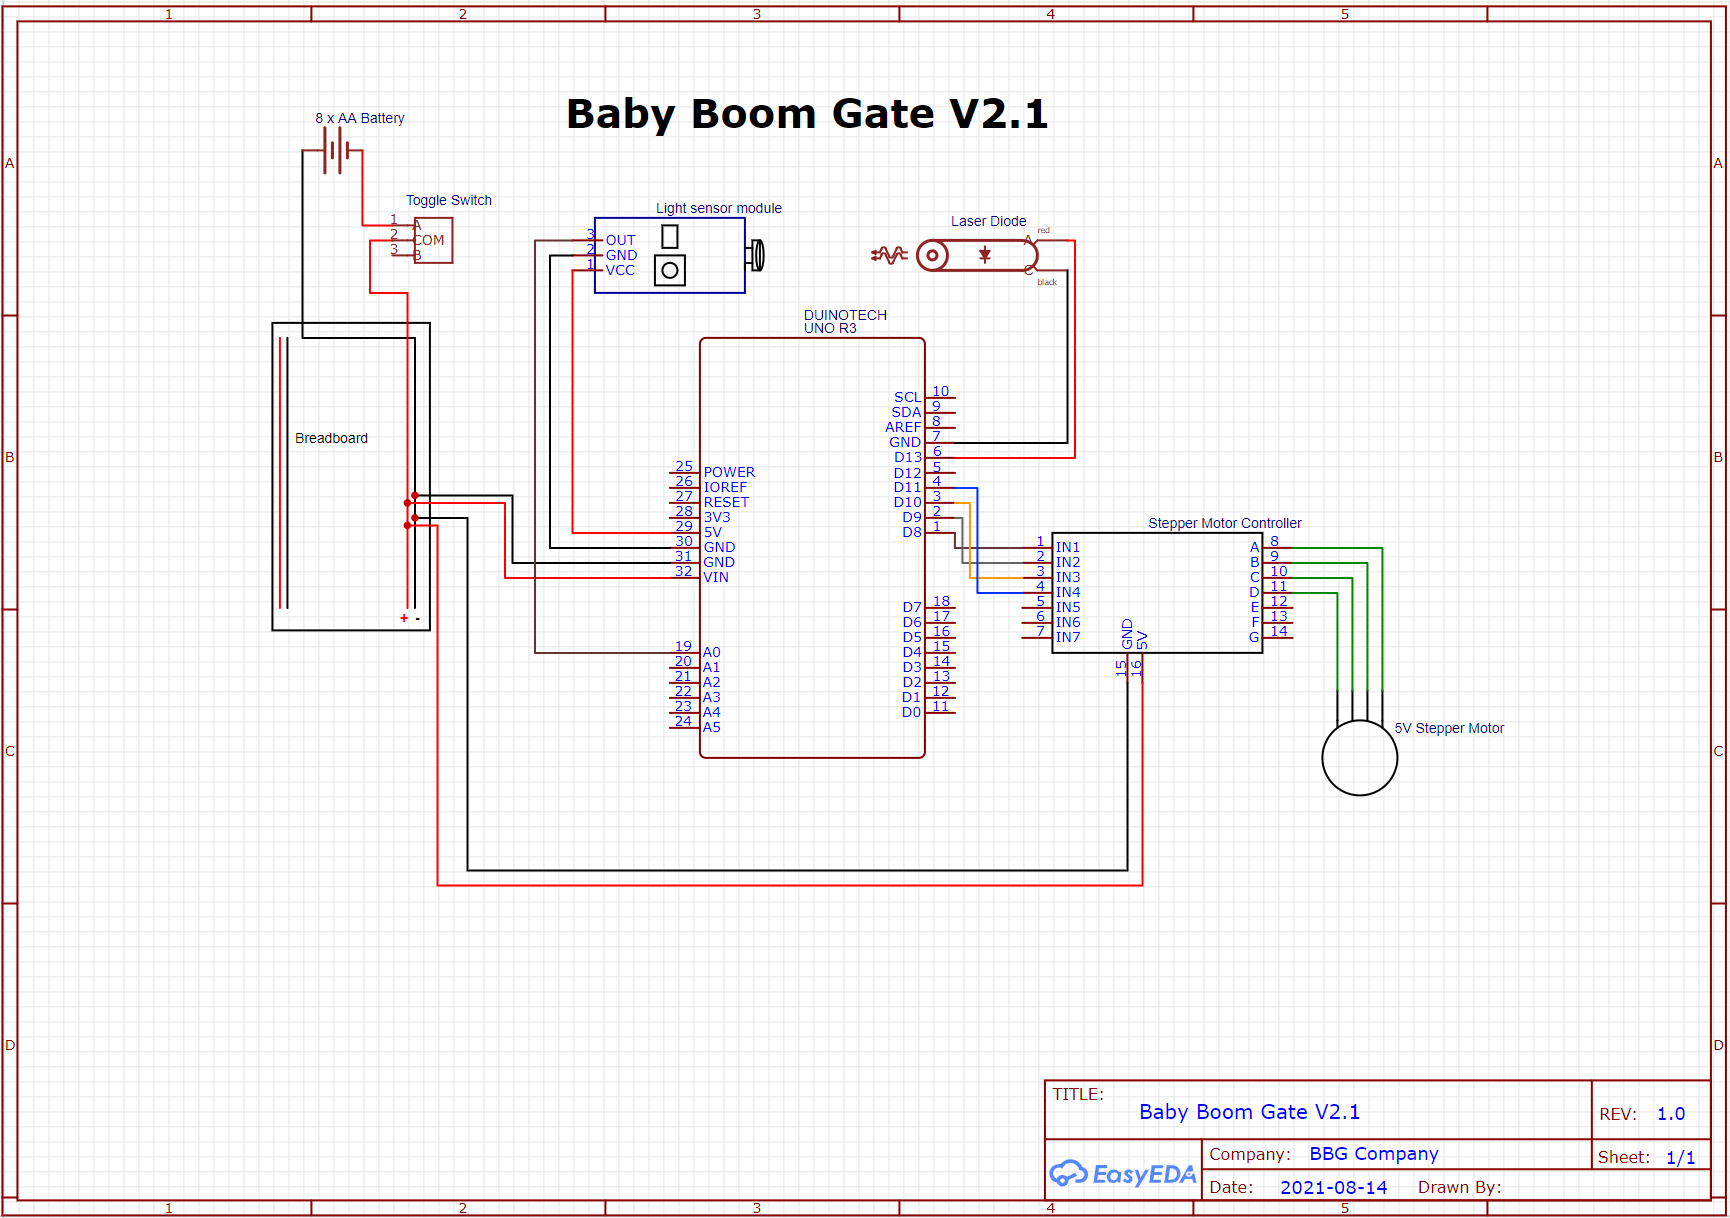 1 2 3 4 5
Baby Boom Gate V2.1
8 x AA Battery
A A
Toggle Switch
1 A
2 COM
3 B
Light sensor module
3 OUT
2 GND
1 VCC
Laser Diode
red
A
C
black
DUINOTECH
UNO R3
SCL 10
SDA 9
AREF 8
GND 7
D13 6
D12 5
D11 4
D10 3
D9 2
D8 1
25 POWER
26 IOREF
27 RESET
28 3V3
29 5V
30 GND
31 GND
32 VIN
Breadboard
B B
+ -
D7 18
D6 17
D5 16
D4 15
D3 14
D2 13
D1 12
D0 11
19 A0
20 A1
21 A2
22 A3
23 A4
24 A5
Stepper Motor Controller
1 IN1
2 IN2
3 IN3
4 IN4
5 IN5
6 IN6
7 IN7
A 8
B 9
C 10
D 11
E 12
F 13
G 14
GND 5V
15 16
5V Stepper Motor
C C
D D
TITLE:
Baby Boom Gate V2.1
REV: 1.0
EasyEDA
Company: BBG Company
Sheet: 1/1
Date: 2021-08-14 Drawn By:
1 2 3 4 5